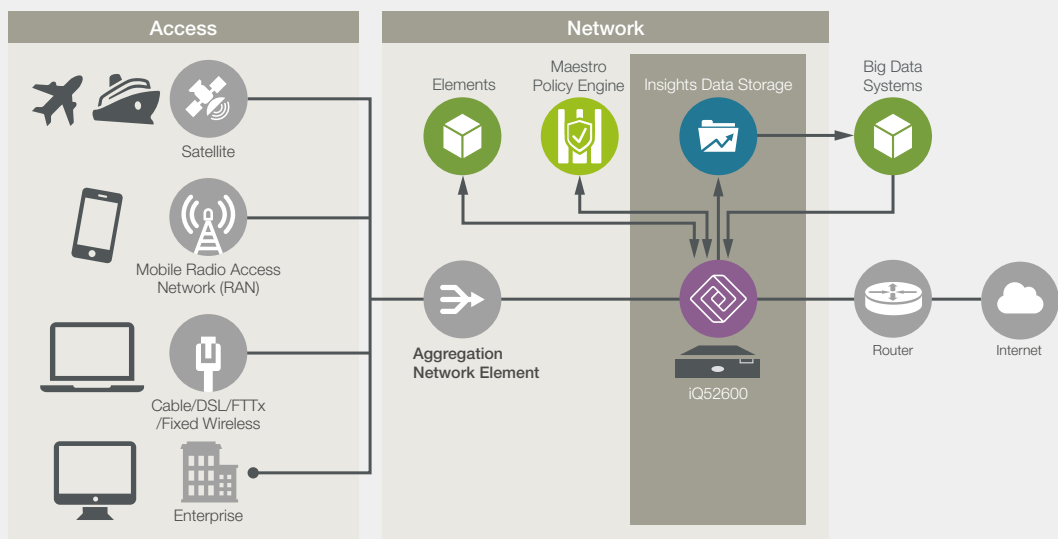 Access
Satellite
Mobile Radio Access
Network (RAN)
Cable/DSL/FTTx
/Fixed Wireless
Enterprise
Network
Elements
Maestro
Policy Engine
Insights Data Storage
Big Data
Systems
Aggregation
Network Element
iQ52600
Router
Internet